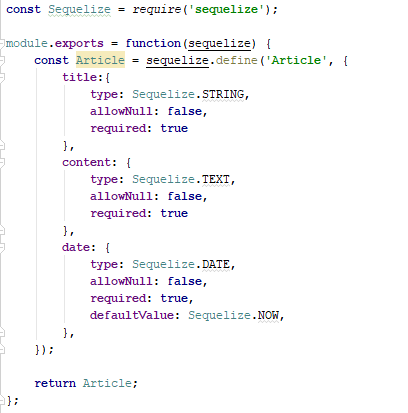 const Sequelize = require('sequelize');

module.exports = function(sequelize) {
    const Article = sequelize.define('Article', {
        title:{
            type: Sequelize.STRING,
            allowNull: false,
            required: true
        },
        content: {
            type: Sequelize.TEXT,
            allowNull: false,
            required: true
        },
        date: {
            type: Sequelize.DATE,
            allowNull: false,
            required: true,
            defaultValue: Sequelize.NOW,
        },
    });

    return Article;
};